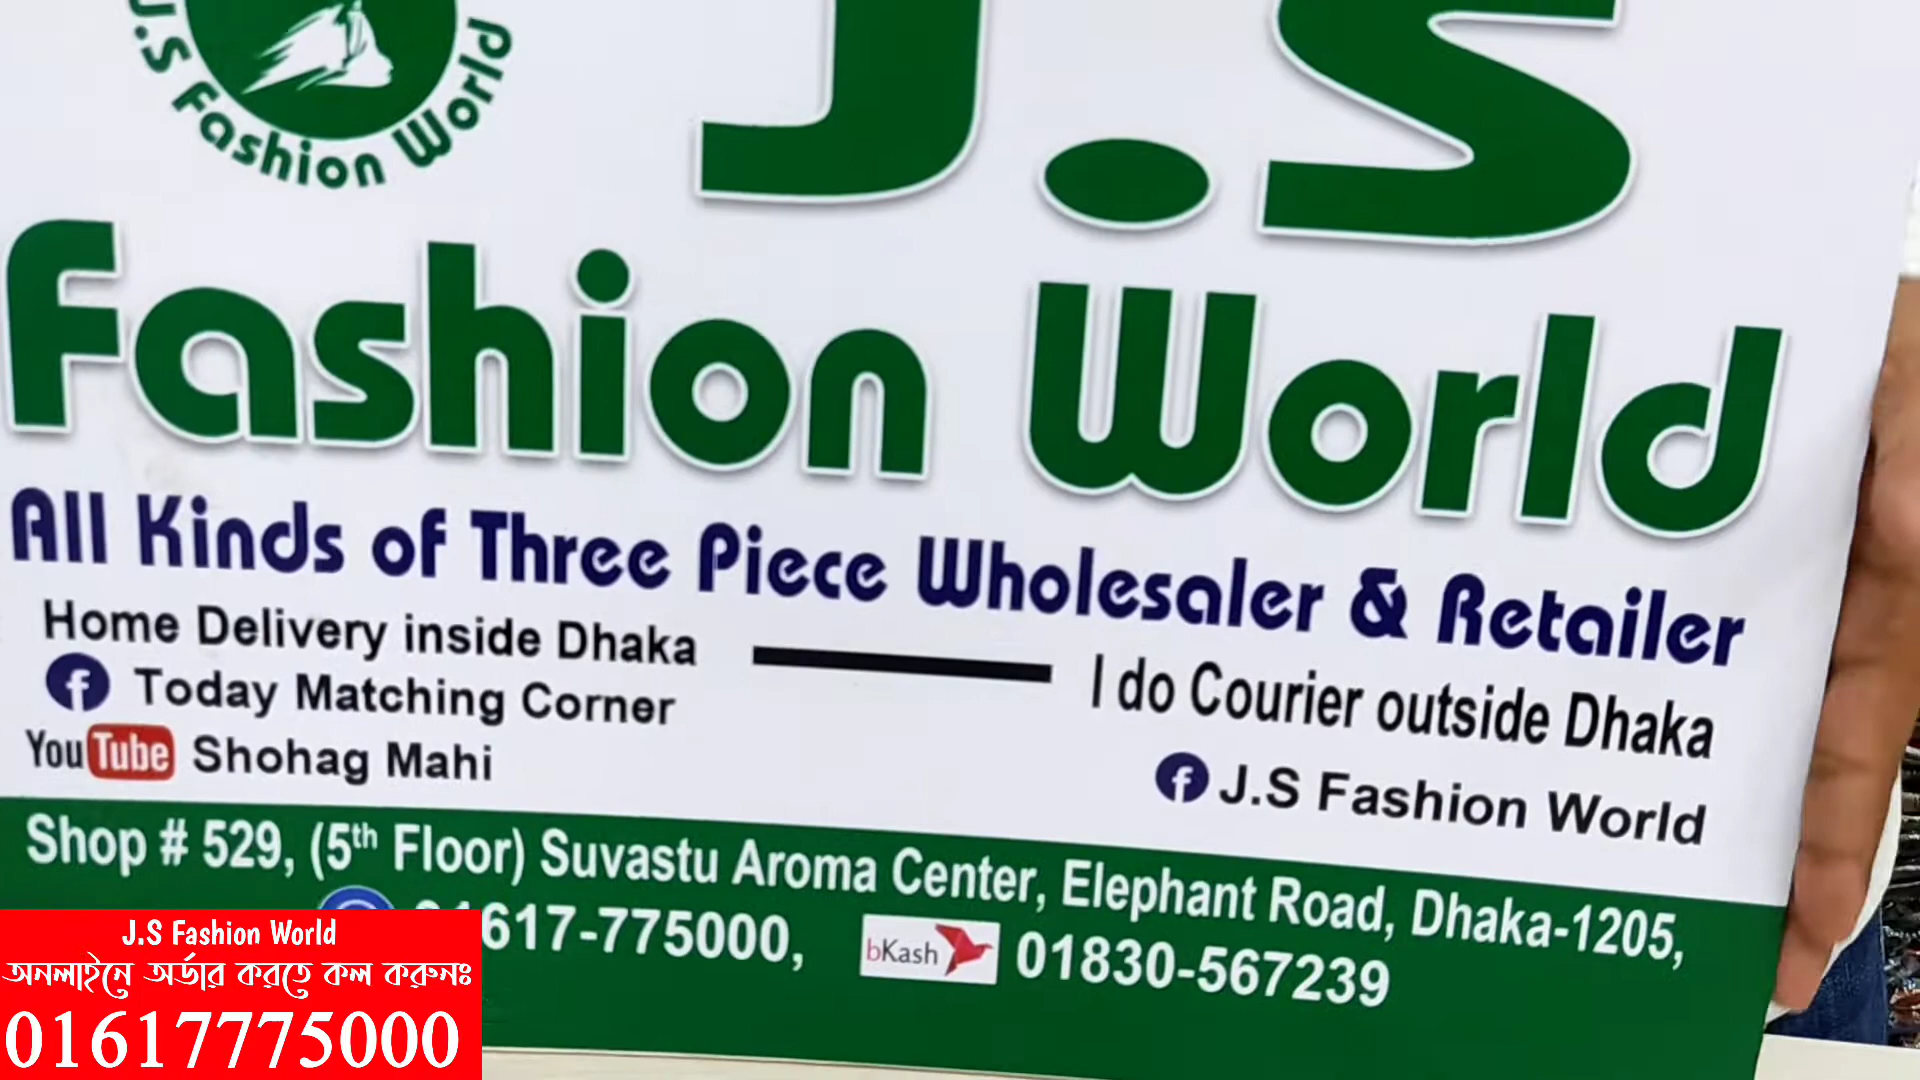 J.S Fashion World
J.S
Fashion World
All Kinds of Three Piece Wholesaler & Retailer
Home Delivery inside Dhaka
I do Courier outside Dhaka
f Today Matching Corner
YouTube Shohag Mahi
f J.S Fashion World
Shop # 529, (5th Floor) Suvastu Aroma Center, Elephant Road, Dhaka-1205,
01617-775000, bKash 01830-567239
J.S Fashion World
অনলাইনে অর্ডার করতে কল করুনঃ
01617775000